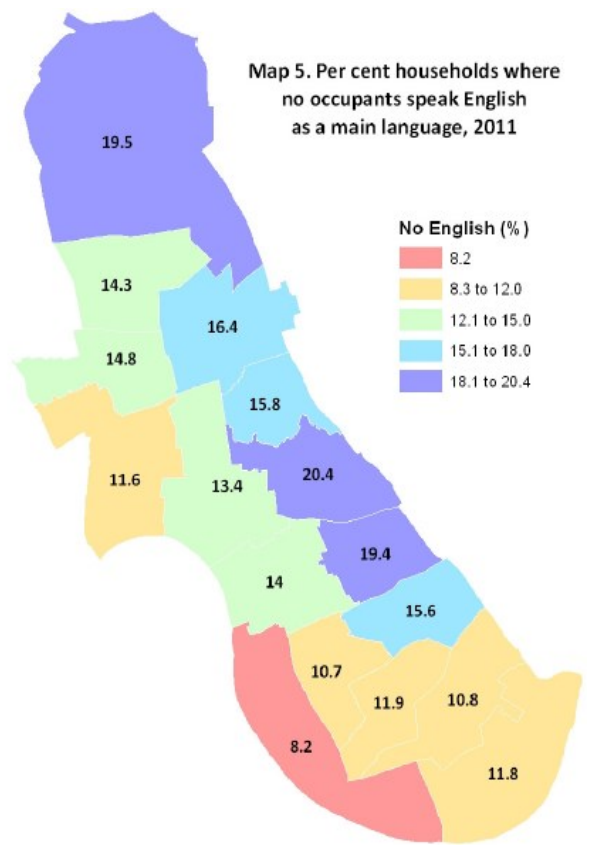 Map 5. Per cent households where
no occupants speak English
as a main language, 2011
19.5
No English (%)
8.2
8.3 to 12.0
12.1 to 15.0
15.1 to 18.0
18.1 to 20.4
14.3
16.4
14.8
15.8
11.6
13.4
20.4
19.4
14
15.6
10.7
11.9
10.8
8.2
11.8